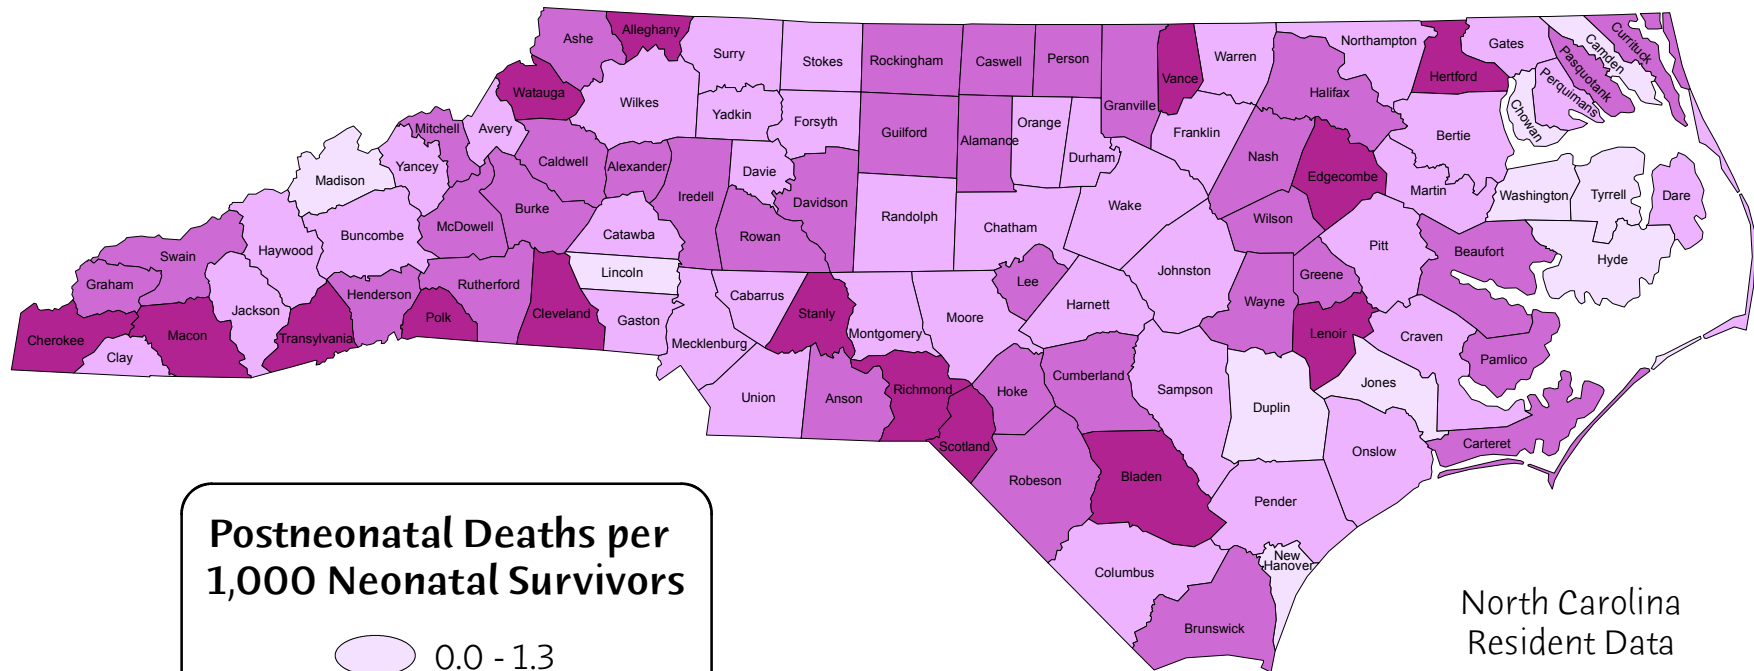 Alleghany
Ashe
Surry
Stokes
Rockingham
Caswell
Person
Granville
Vance
Warren
Northampton
Hertford
Gates
Camden
Currituck
Pasquotank
Perquimans
Chowan
Watauga
Wilkes
Yadkin
Forsyth
Guilford
Alamance
Orange
Durham
Franklin
Halifax
Bertie
Mitchell
Avery
Caldwell
Alexander
Iredell
Davie
Davidson
Randolph
Chatham
Wake
Nash
Edgecombe
Martin
Washington
Tyrrell
Dare
Madison
Yancey
Burke
McDowell
Catawba
Rowan
Wilson
Pitt
Beaufort
Hyde
Swain
Haywood
Buncombe
Lincoln
Johnston
Greene
Graham
Jackson
Henderson
Rutherford
Cleveland
Gaston
Cabarrus
Stanly
Montgomery
Moore
Lee
Harnett
Wayne
Lenoir
Craven
Pamlico
Cherokee
Macon
Clay
Transylvania
Polk
Mecklenburg
Union
Anson
Richmond
Scotland
Hoke
Cumberland
Sampson
Duplin
Jones
Onslow
Carteret
Robeson
Bladen
Pender
Columbus
New
Hanover
Brunswick
Postneonatal Deaths per
1,000 Neonatal Survivors
0.0 - 1.3
North Carolina
Resident Data